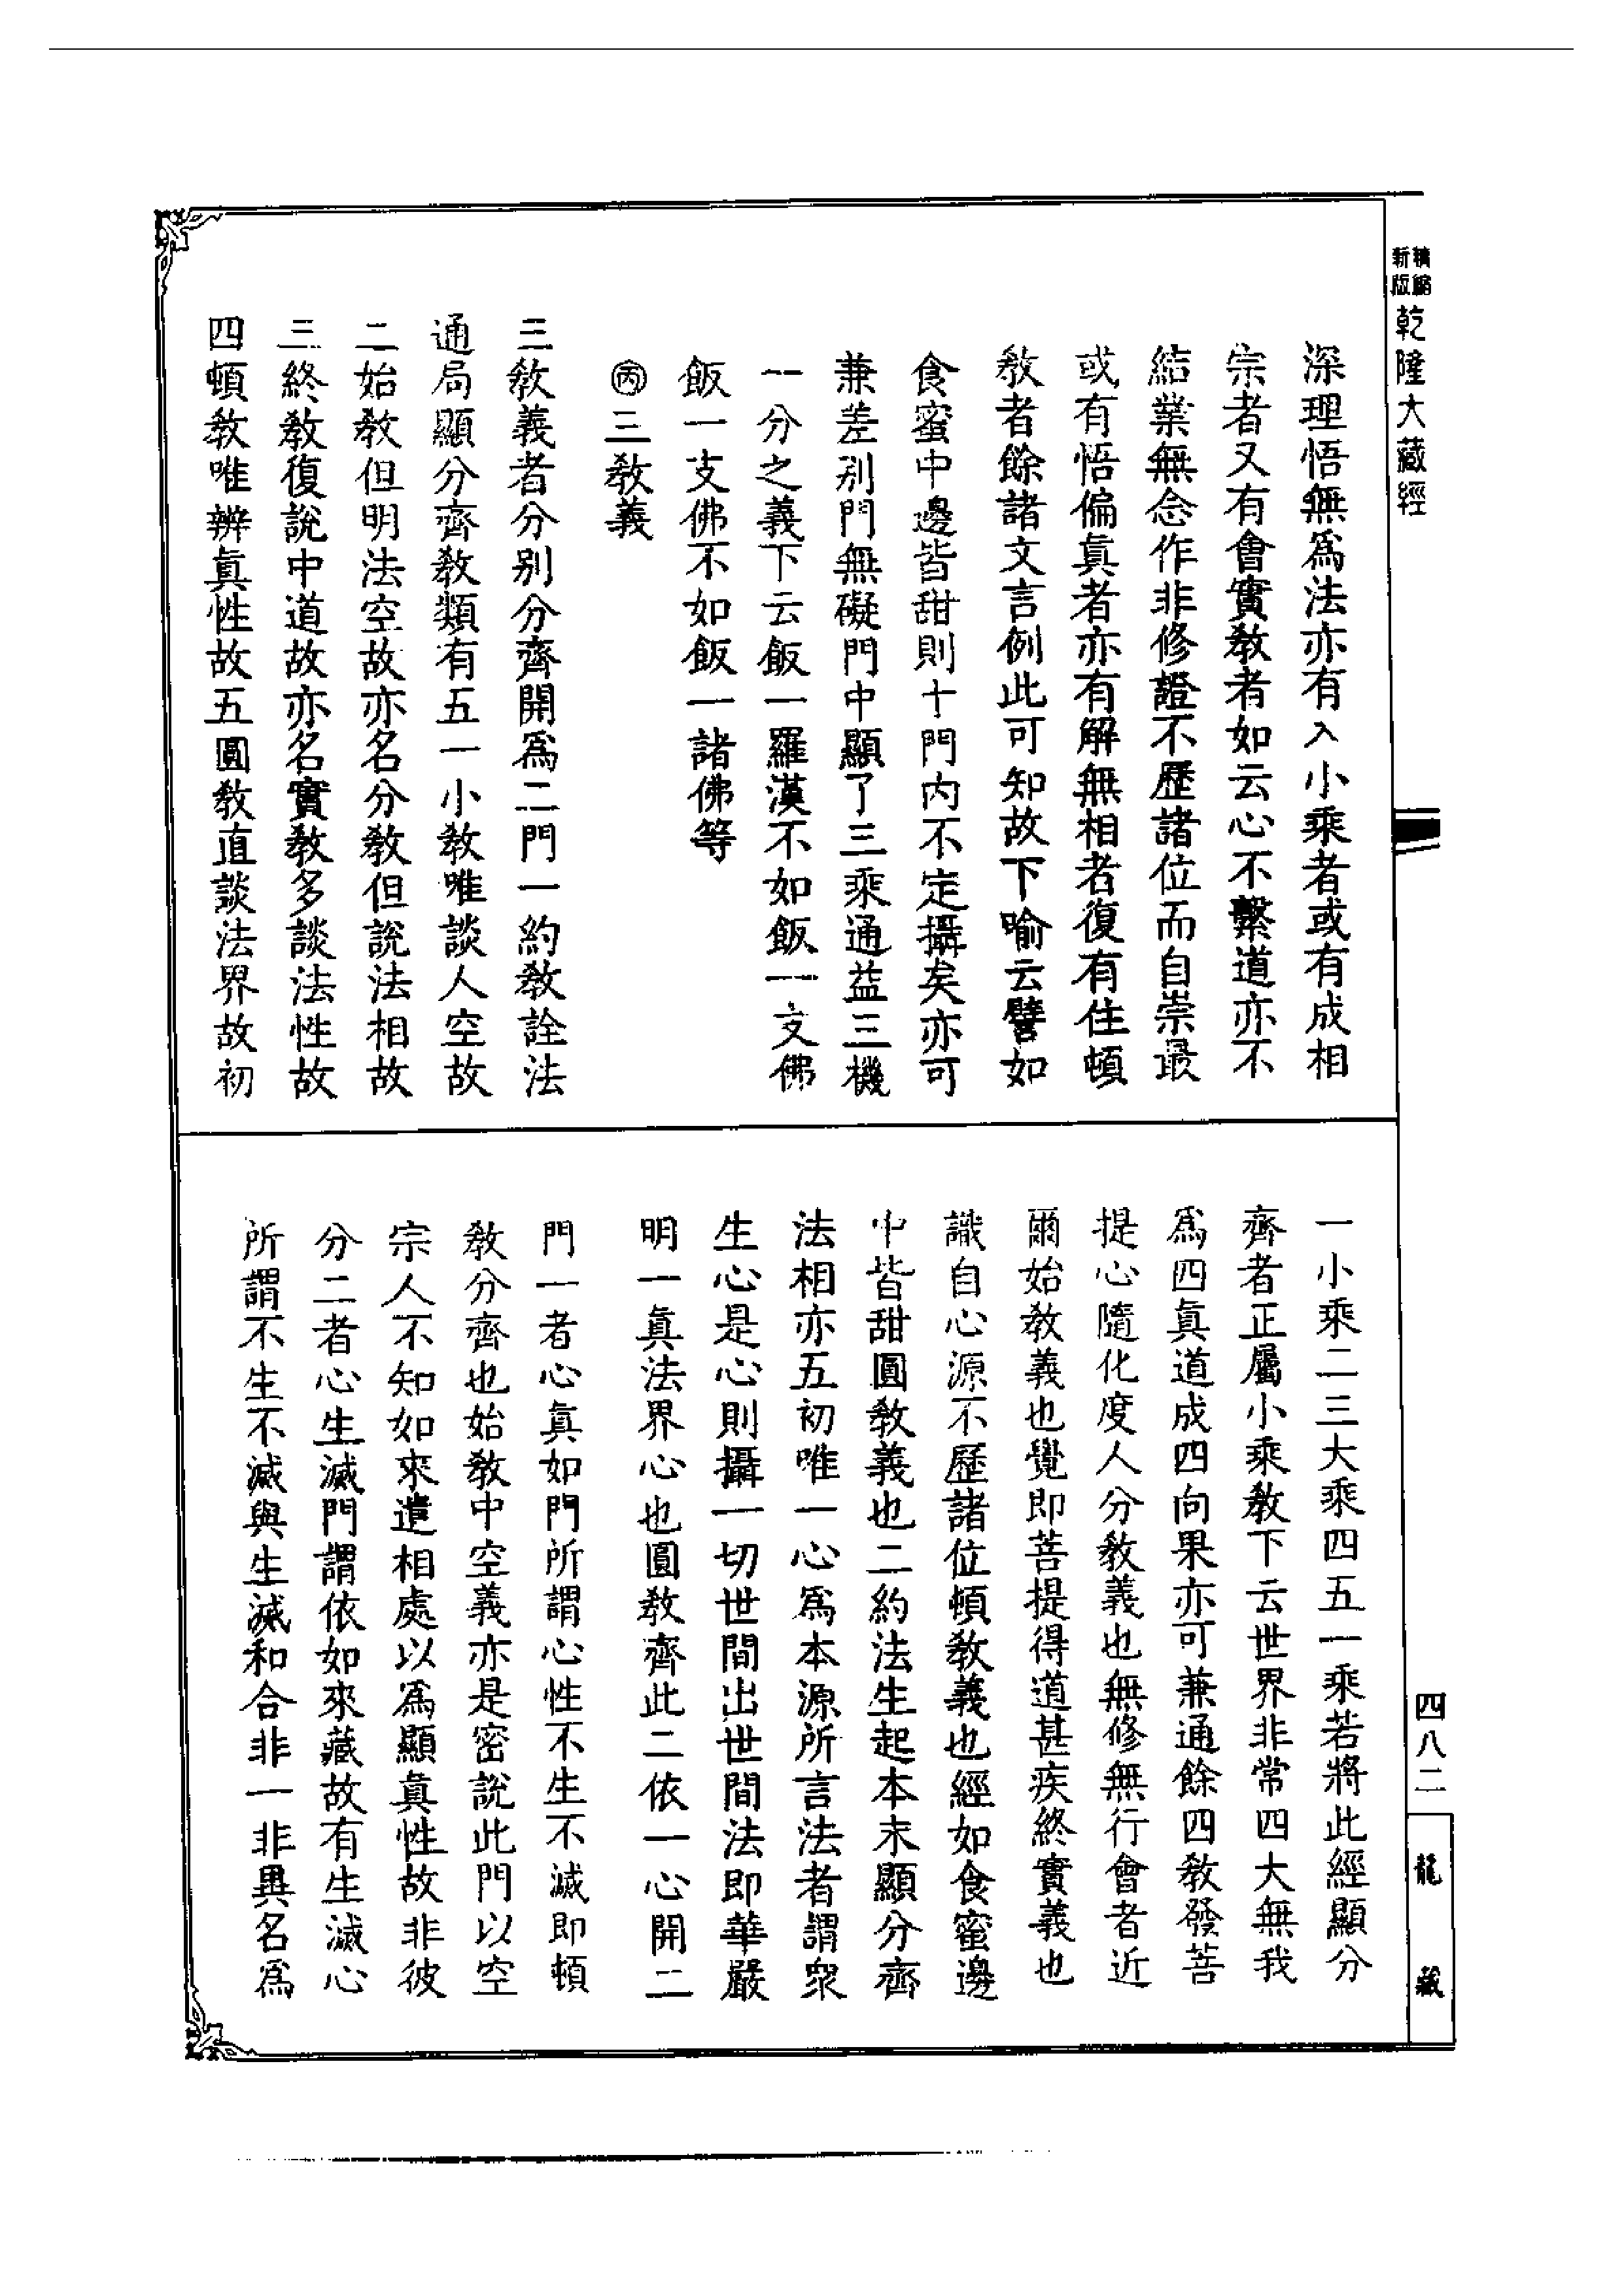 新版精縮
乾隆大藏經
深理悟無爲法亦有入小乘者或有成相
宗者又有會實教者如云心不繫道亦不
結業無念作非修證不歷諸位而自崇最
或有悟偏眞者亦有解無相者復有住頓
教者餘諸文言例此可知故下喻云譬如
食蜜中邊皆甜則十門内不定攝矣亦可
兼差别門無礙門中顯了三乘通益三機
一分之義下云飯一羅漢不如飯一支佛
飯一支佛不如飯一諸佛等
㊅三教義
三教義者分别分齊開爲二門一約教詮法
通局顯分齊教類有五一小教唯談人空故
二始教但明法空故亦名分教但說法相故
三終教復說中道故亦名實教多談法性故
四頓教唯辨眞性故五圓教直談法界故初
一小乘二三大乘四五一乘若將此經顯分
齊者正屬小乘教下云世界非常四大無我
爲四眞道成四向果亦可兼通餘四教發菩
提心隨化度人分教義也無修無行會者近
爾始教義也覺即菩提得道甚疾終實義也
識自心源不歷諸位頓教義也經如食蜜邊
中皆甜圓教義也二約法生起本末顯分齊
法相亦五初唯一心爲本源所言法者謂衆
生心是心則攝一切世間出世間法即華嚴
明一眞法界心也圓教齊此二依一心開二
門一者心眞如門所謂心性不生不滅即頓
教分齊也始教中空義亦是密說此門以空
宗人不知如來遣相處以爲顯眞性故非彼
分二者心生滅門謂依如來藏故有生滅心
所謂不生不滅與生滅和合非一非異名爲
四八二
龍藏